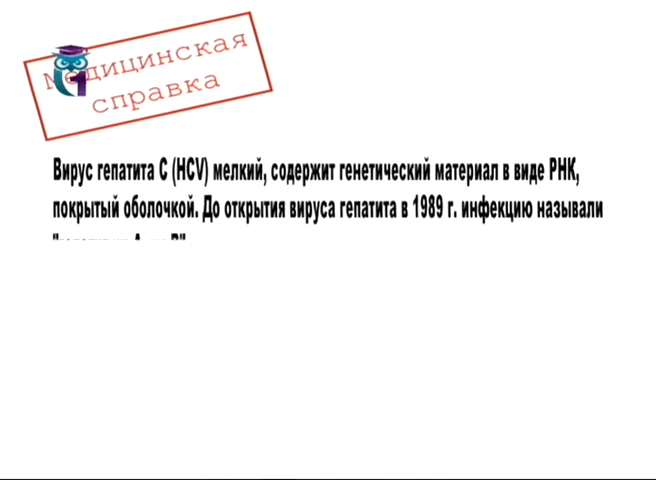 Медицинская
справка
1
Вирус гепатита С (HCV) мелкий, содержит генетический материал в виде РНК,
покрытый оболочкой. До открытия вируса гепатита в 1989 г. инфекцию называли